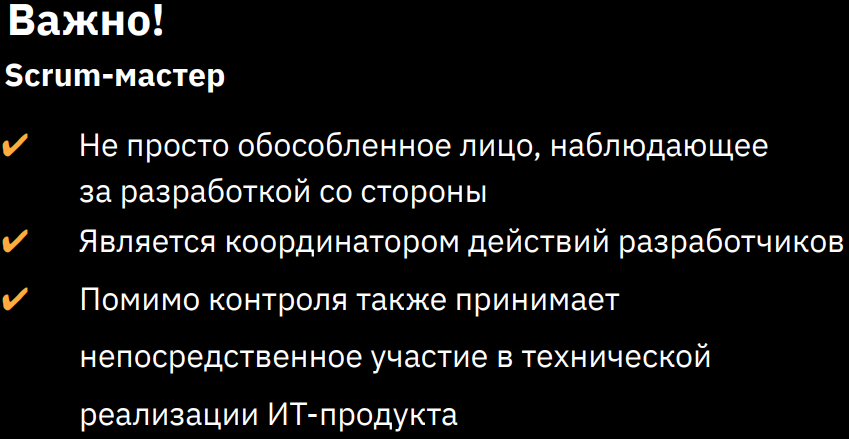 Важно!
Scrum-мастер
✔ Не просто обособленное лицо, наблюдающее
за разработкой со стороны
✔ Является координатором действий разработчиков
✔ Помимо контроля также принимает
непосредственное участие в технической
реализации ИТ-продукта